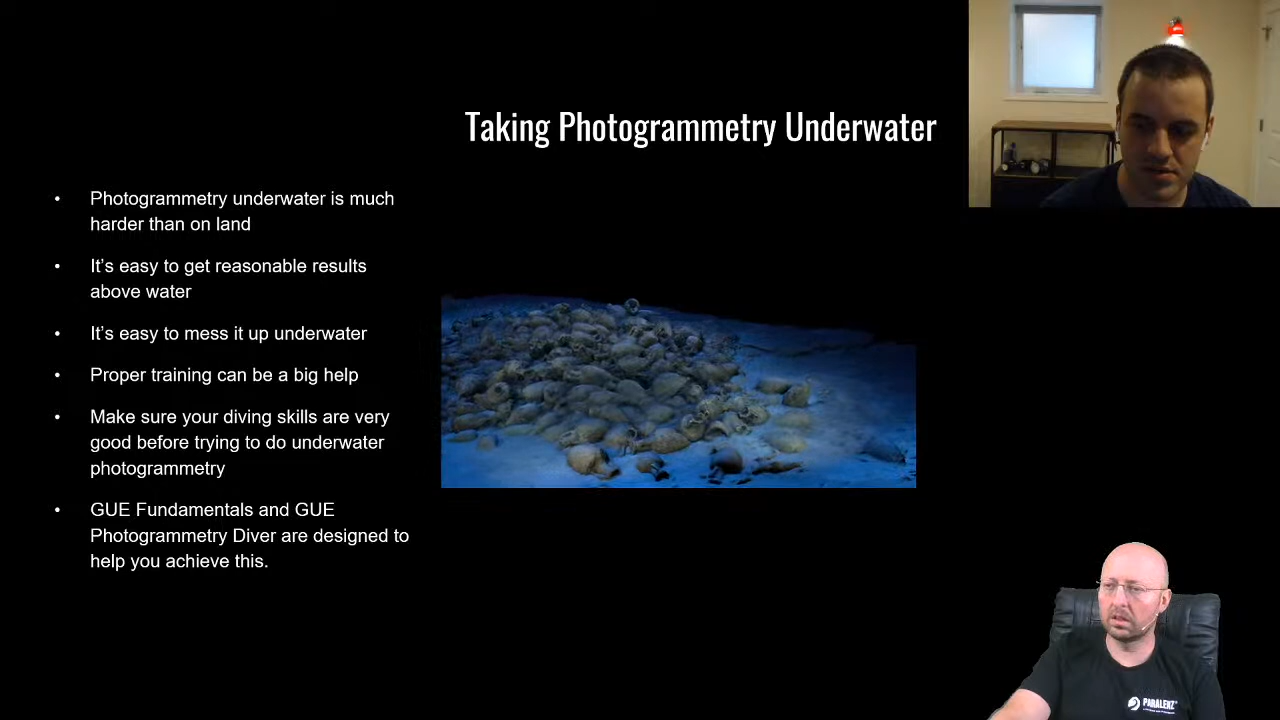 Taking Photogrammetry Underwater
• Photogrammetry underwater is much
harder than on land
• It’s easy to get reasonable results
above water
• It’s easy to mess it up underwater
• Proper training can be a big help
• Make sure your diving skills are very
good before trying to do underwater
photogrammetry
• GUE Fundamentals and GUE
Photogrammetry Diver are designed to
help you achieve this.
PARALENZ